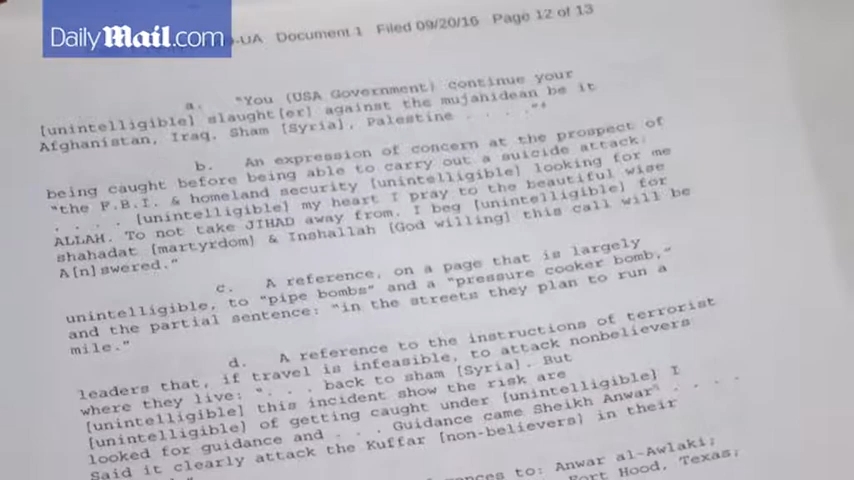 DailyMail.com
-UA Document 1 Filed 09/20/16 Page 12 of 13
a. "You (USA Government) continue your
[unintelligible] slaught[er] against the mujahidean be it
Afghanistan, Iraq, Sham [Syria], Palestine . . . ."
b. An expression of concern at the prospect of
being caught before being able to carry out a suicide attack:
"the F.B.I. & homeland security [unintelligible] looking for me
. . . . [unintelligible] my heart I pray to the beautiful wise
ALLAH. To not take JIHAD away from. I beg [unintelligible] for
shahadat [martyrdom] & Inshallah [God willing] this call will be
A[n]swered."
c. A reference, on a page that is largely
unintelligible, to "pipe bombs" and a "pressure cooker bomb,"
and the partial sentence: "in the streets they plan to run a
mile."
d. A reference to the instructions of terrorist
leaders that, if travel is infeasible, to attack nonbelievers
where they live: ". . . back to sham [Syria]. But
[unintelligible] this incident show the risk are
[unintelligible] of getting caught under [unintelligible] I
looked for guidance and . . . Guidance came Sheikh Anwar" . . . .
Said it clearly attack the Kuffar [non-believers] in their
to: Anwar al-Awlaki;
Fort Hood, Texas;